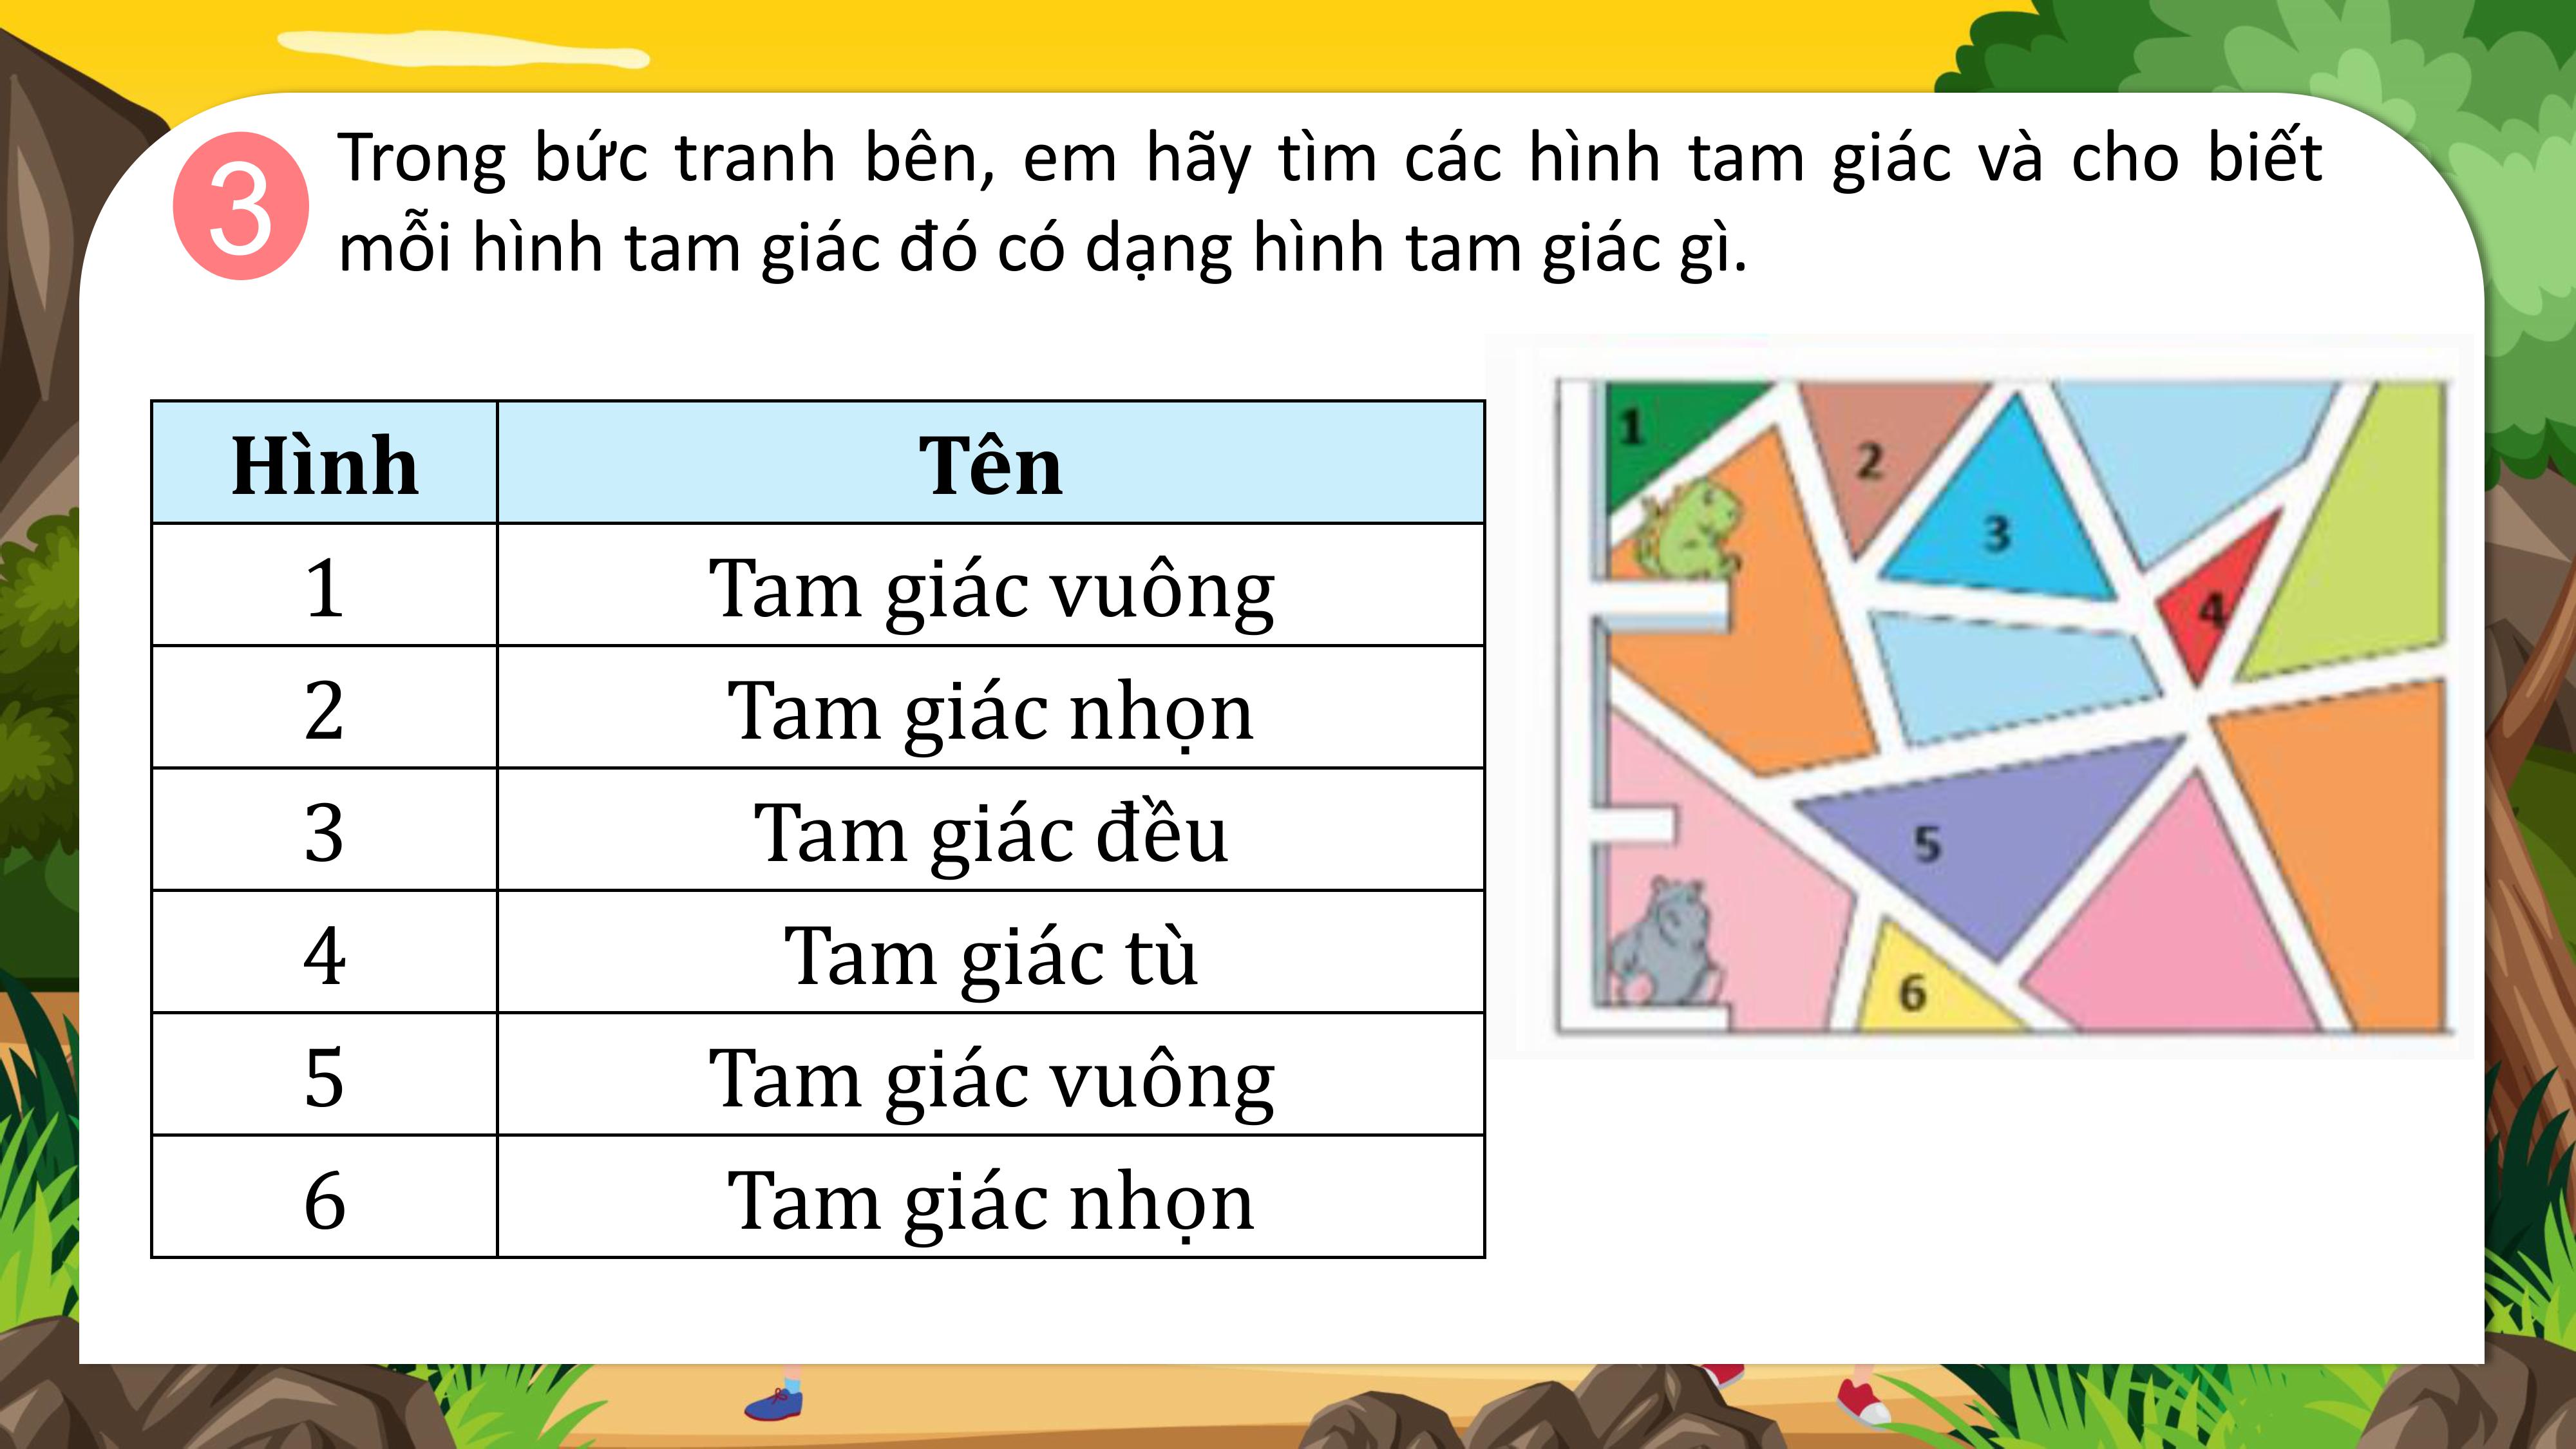 3
Trong bức tranh bên, em hãy tìm các hình tam giác và cho biết
mỗi hình tam giác đó có dạng hình tam giác gì.
Hình Tên
1 Tam giác vuông
2 Tam giác nhọn
3 Tam giác đều
4 Tam giác tù
5 Tam giác vuông
6 Tam giác nhọn
1
2
3
4
5
6